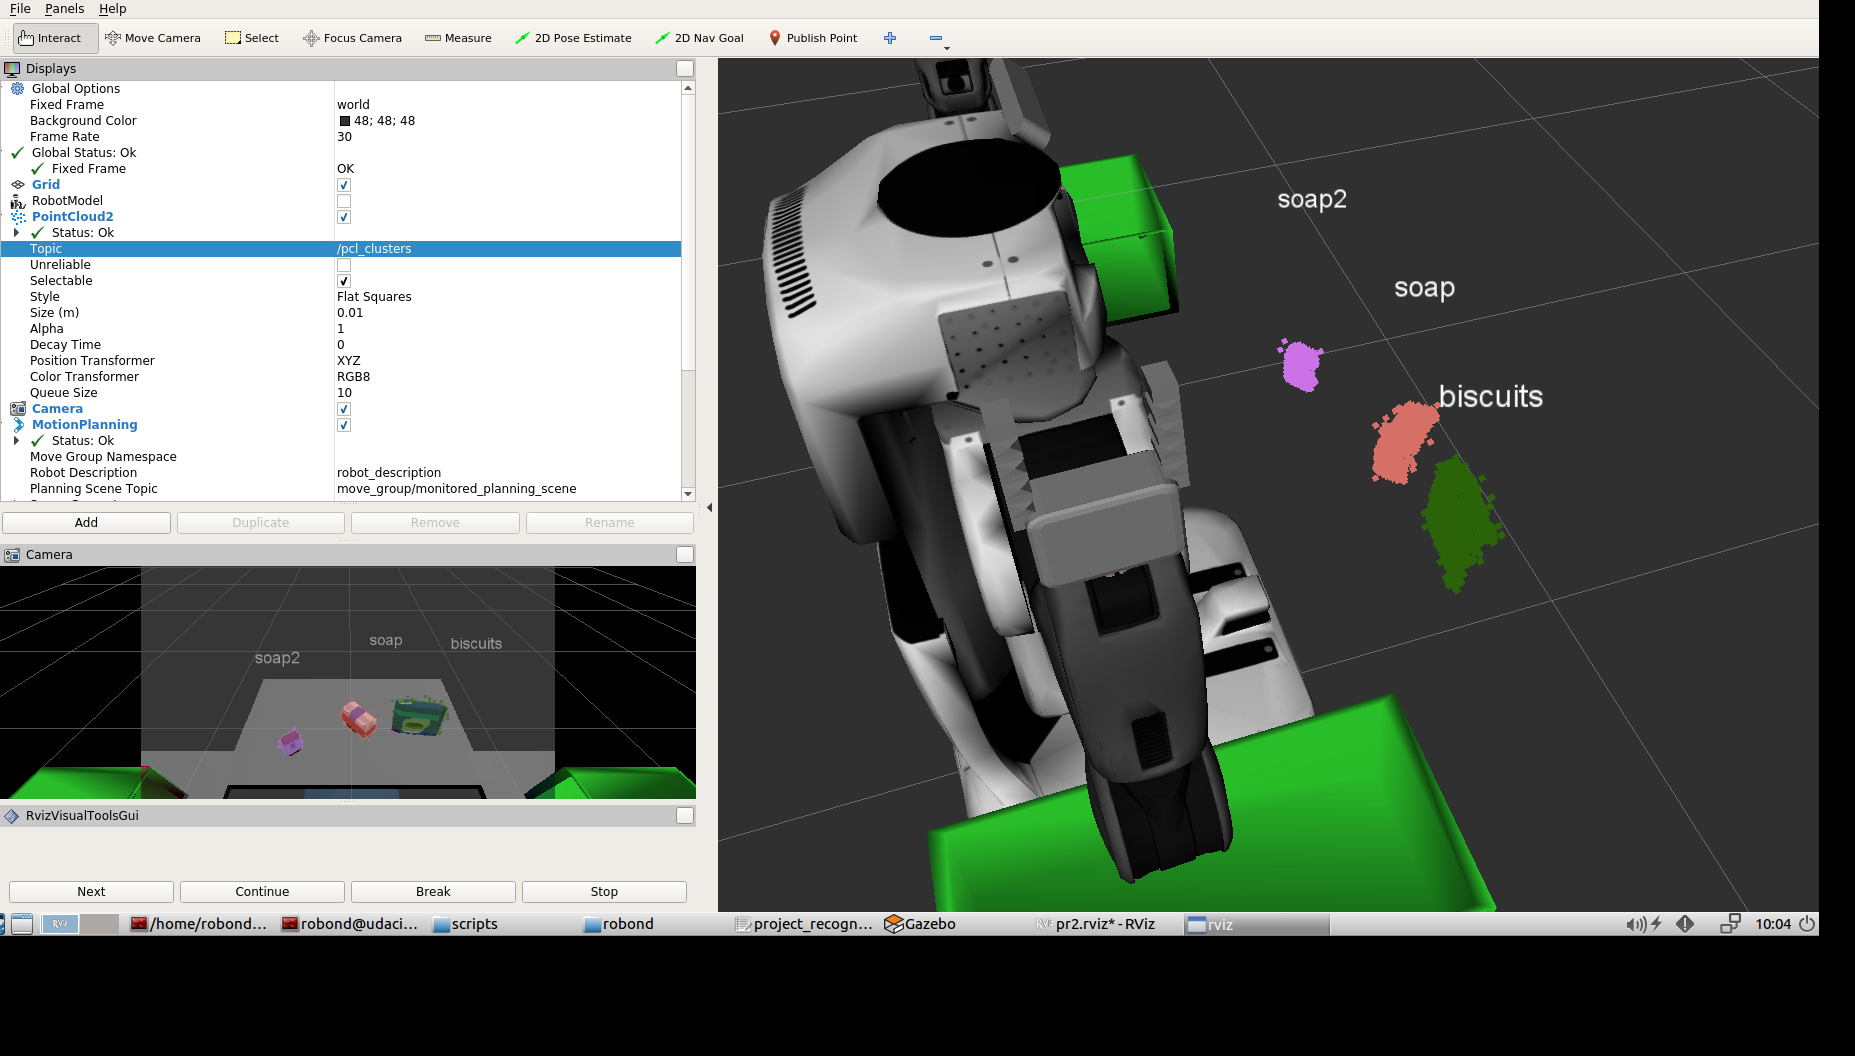 File Panels Help
Interact Move Camera Select Focus Camera Measure 2D Pose Estimate 2D Nav Goal Publish Point
Displays
Global Options
Fixed Frame world
Background Color 48; 48; 48
Frame Rate 30
Global Status: Ok
Fixed Frame OK
Grid
RobotModel
PointCloud2
Status: Ok
Topic /pcl_clusters
Unreliable
Selectable
Style Flat Squares
Size (m) 0.01
Alpha 1
Decay Time 0
Position Transformer XYZ
Color Transformer RGB8
Queue Size 10
Camera
MotionPlanning
Status: Ok
Move Group Namespace
Robot Description robot_description
Planning Scene Topic move_group/monitored_planning_scene
Add Duplicate Remove Rename
Camera
soap2
soap
biscuits
RvizVisualToolsGui
Next Continue Break Stop
soap2
soap
biscuits
/home/robond... robond@udaci... scripts robond project_recogn... Gazebo pr2.rviz* - RViz rviz 10:04